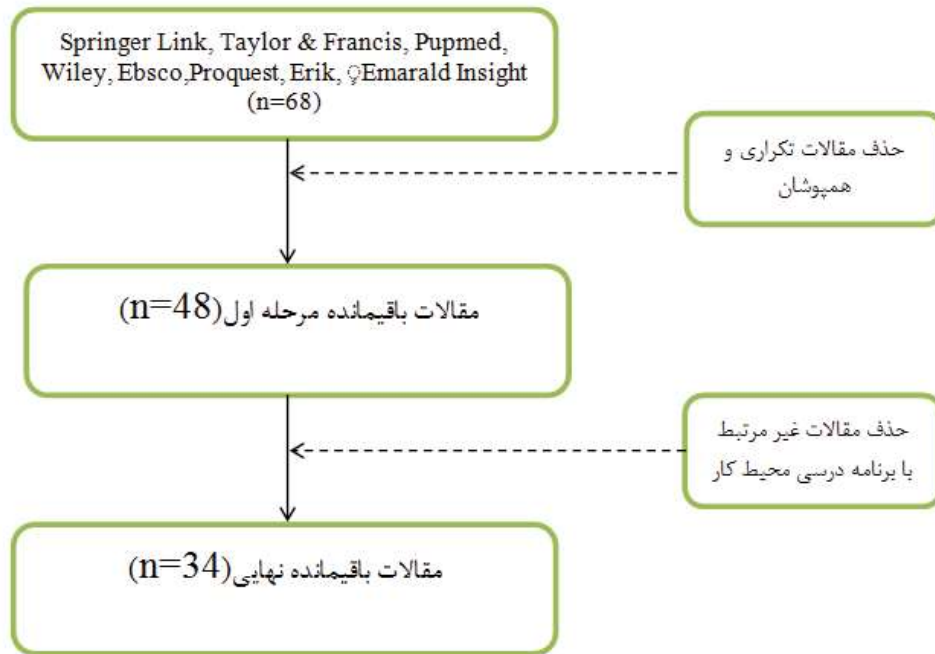 Springer Link, Taylor & Francis, Pupmed,
Wiley, Ebsco,Proquest, Erik, ِEmarald Insight
(n=68)
حذف مقالات تکراری و
همپوشان
مقالات باقیمانده مرحله اول(n=48)
حذف مقالات غیر مرتبط
با برنامه درسی محیط کار
مقالات باقیمانده نهایی(n=34)